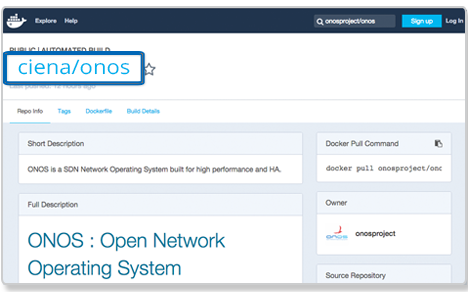 Explore Help onosproject/onos Sign up Log In
PUBLIC | AUTOMATED BUILD
ciena/onos
Last pushed: 12 hours ago
Repo Info Tags Dockerfile Build Details
Short Description
ONOS is a SDN Network Operating System built for high performance and HA.
Full Description
ONOS : Open Network
Operating System
Docker Pull Command
docker pull onosproject/ono
Owner
onos onosproject
Source Repository